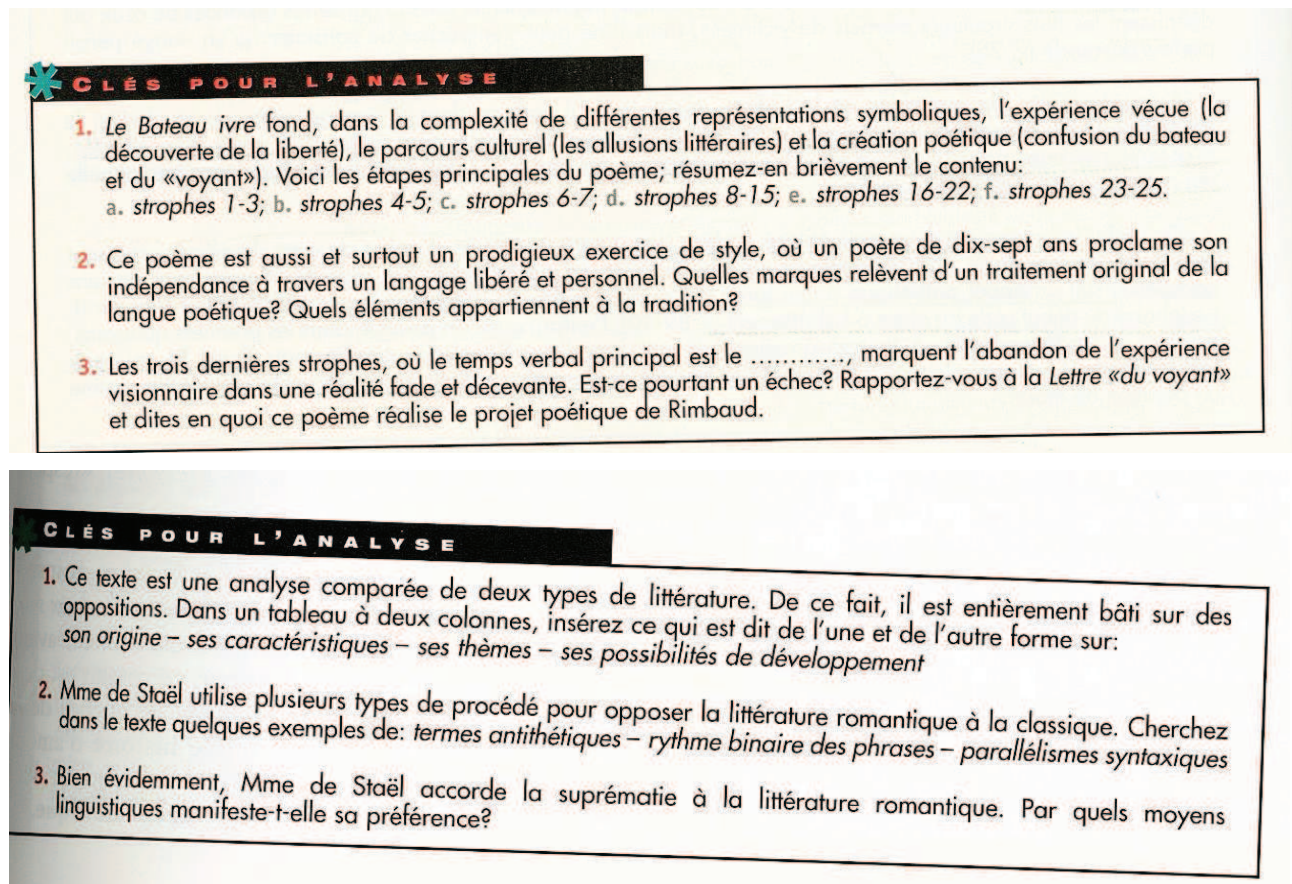 CLÉS POUR L'ANALYSE
1. Le Bateau ivre fond, dans la complexité de différentes représentations symboliques, l'expérience vécue (la
découverte de la liberté), le parcours culturel (les allusions littéraires) et la création poétique (confusion du bateau
et du «voyant»). Voici les étapes principales du poème; résumez-en brièvement le contenu:
a. strophes 1-3; b. strophes 4-5; c. strophes 6-7; d. strophes 8-15; e. strophes 16-22; f. strophes 23-25.
2. Ce poème est aussi et surtout un prodigieux exercice de style, où un poète de dix-sept ans proclame son
indépendance à travers un langage libéré et personnel. Quelles marques relèvent d'un traitement original de la
langue poétique? Quels éléments appartiennent à la tradition?
3. Les trois dernières strophes, où le temps verbal principal est le ............, marquent l'abandon de l'expérience
visionnaire dans une réalité fade et décevante. Est-ce pourtant un échec? Rapportez-vous à la Lettre «du voyant»
et dites en quoi ce poème réalise le projet poétique de Rimbaud.
CLÉS POUR L'ANALYSE
1. Ce texte est une analyse comparée de deux types de littérature. De ce fait, il est entièrement bâti sur des
oppositions. Dans un tableau à deux colonnes, insérez ce qui est dit de l'une et de l'autre forme sur:
son origine – ses caractéristiques – ses thèmes – ses possibilités de développement
2. Mme de Staël utilise plusieurs types de procédé pour opposer la littérature romantique à la classique. Cherchez
dans le texte quelques exemples de: termes antithétiques – rythme binaire des phrases – parallélismes syntaxiques
3. Bien évidemment, Mme de Staël accorde la suprématie à la littérature romantique. Par quels moyens
linguistiques manifeste-t-elle sa préférence?